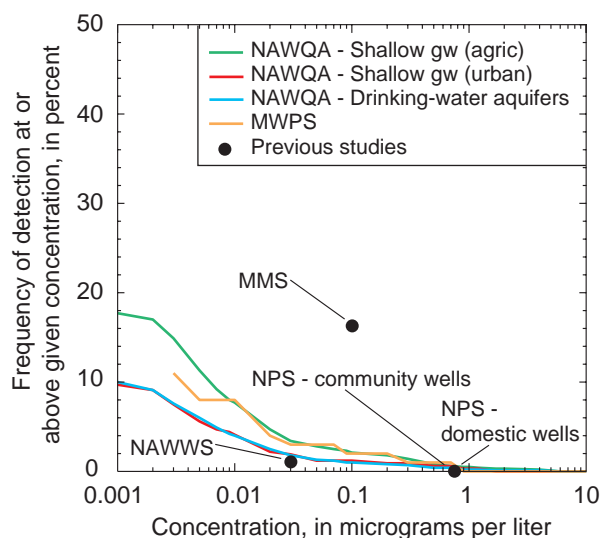 Frequency of detection at or
above given concentration, in percent
50
40
30
20
10
0
NAWQA - Shallow gw (agric)
NAWQA - Shallow gw (urban)
NAWQA - Drinking-water aquifers
MWPS
Previous studies
MMS
NPS - community wells
NPS -
domestic wells
NAWWS
0.001
0.01
0.1
1
10
Concentration, in micrograms per liter